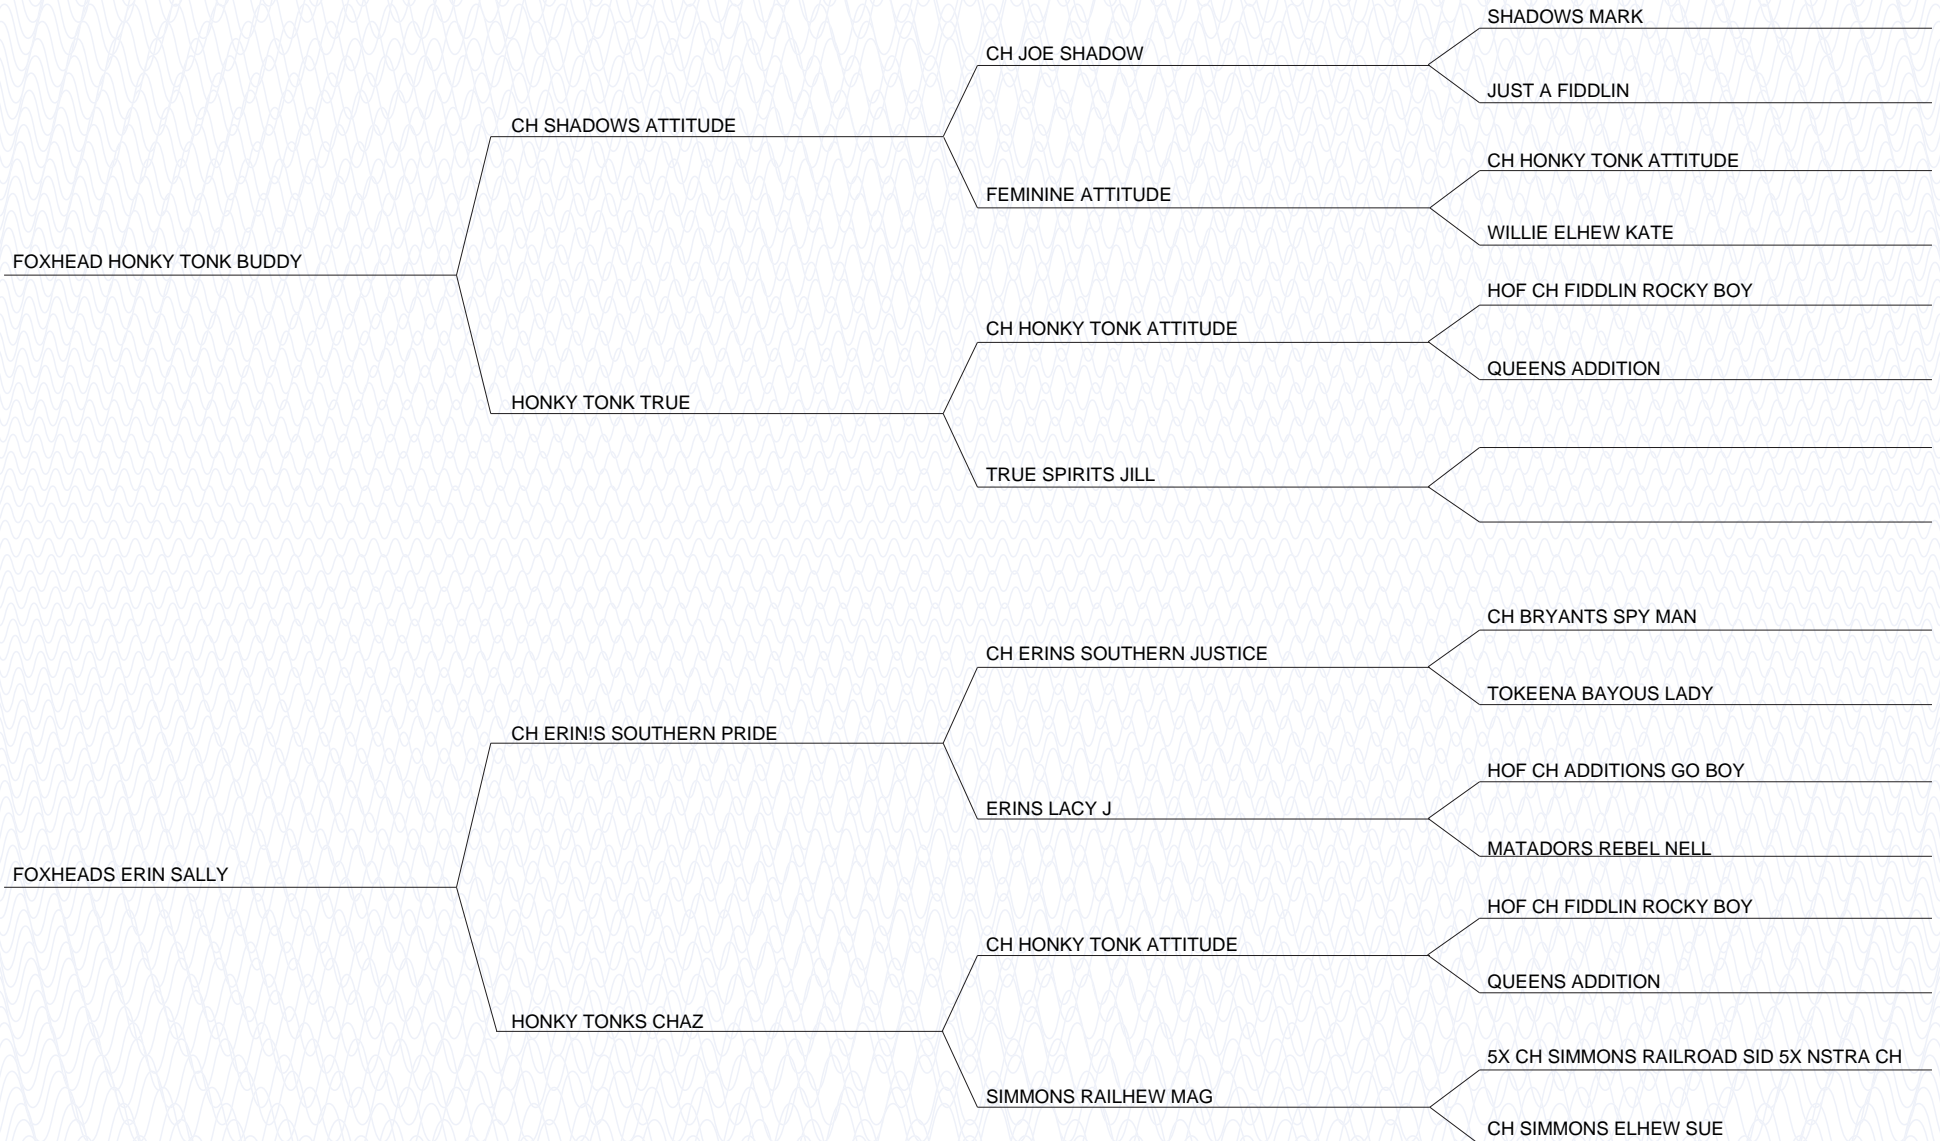 SHADOWS MARK
CH JOE SHADOW
JUST A FIDDLIN
CH SHADOWS ATTITUDE
CH HONKY TONK ATTITUDE
FEMININE ATTITUDE
WILLIE ELHEW KATE
FOXHEAD HONKY TONK BUDDY
HOF CH FIDDLIN ROCKY BOY
CH HONKY TONK ATTITUDE
QUEENS ADDITION
HONKY TONK TRUE
TRUE SPIRITS JILL
CH BRYANTS SPY MAN
CH ERINS SOUTHERN JUSTICE
TOKEENA BAYOUS LADY
CH ERIN!S SOUTHERN PRIDE
HOF CH ADDITIONS GO BOY
ERINS LACY J
MATADORS REBEL NELL
FOXHEADS ERIN SALLY
HOF CH FIDDLIN ROCKY BOY
CH HONKY TONK ATTITUDE
QUEENS ADDITION
HONKY TONKS CHAZ
5X CH SIMMONS RAILROAD SID 5X NSTRA CH
SIMMONS RAILHEW MAG
CH SIMMONS ELHEW SUE